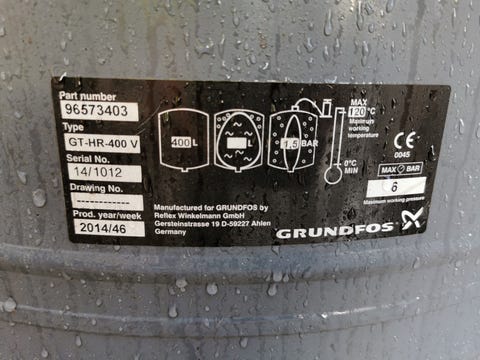 Part number
96573403
Type
GT-HR-400 V
Serial No.
14/1012
Drawing No.
-------------
Prod. year/week
2014/46
400L
L
1,5 BAR
MAX
120 °C
Maximum
working
temperature
0°C
MIN
CE
0045
MAX BAR
6
Maximum working pressure
Manufactured for GRUNDFOS by
Reflex Winkelmann GmbH
Gersteinstrasse 19 D-59227 Ahlen
Germany
GRUNDFOS